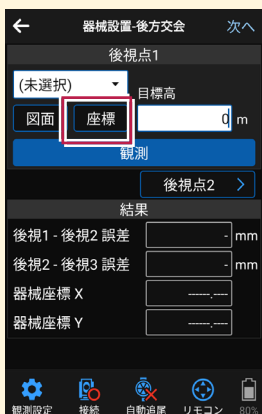 ← 器械設置-後方交会 次へ
後視点1
(未選択) 目標高
図面 座標 0 m
観測
後視点2 >
結果
後視1 - 後視2 誤差 - mm
後視2 - 後視3 誤差 - mm
器械座標 X ------.----
器械座標 Y ------.----
観測設定 接続 自動追尾 リモコン 80%